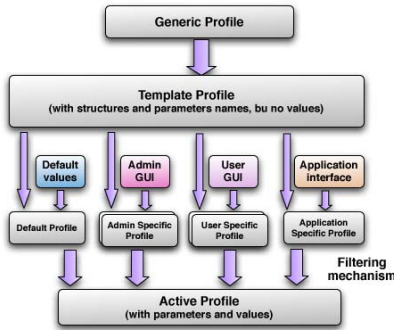 Generic Profile
Template Profile
(with structures and parameters names, bu no values)
Default
values
Admin
GUI
User
GUI
Application
interface
Default Profile
Admin Specific
Profile
User Specific
Profile
Application
Specific Profile
Filtering
mechanism
Active Profile
(with parameters and values)